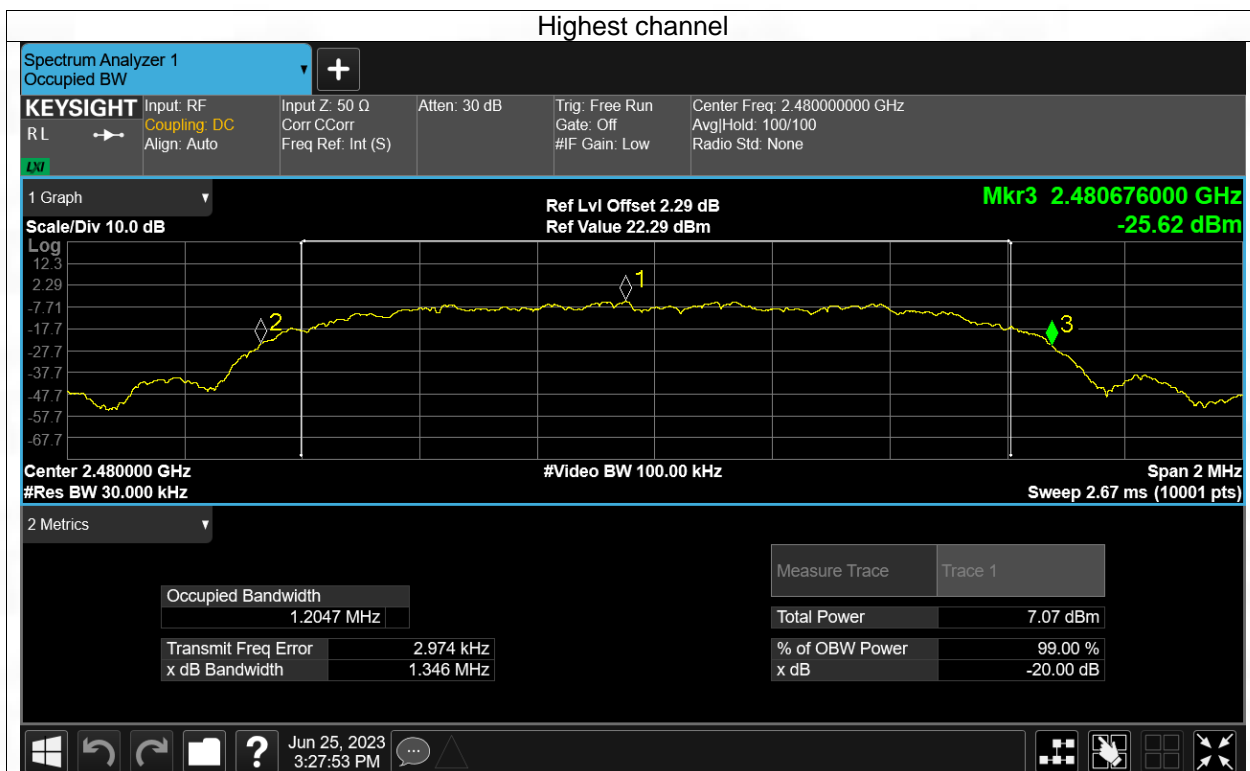 Highest channel
Spectrum Analyzer 1
Occupied BW
+
KEYSIGHT
R L
LXI
Input: RF
Coupling: DC
Align: Auto
Input Z: 50 Ω
Corr CCorr
Freq Ref: Int (S)
Atten: 30 dB
Trig: Free Run
Gate: Off
#IF Gain: Low
Center Freq: 2.480000000 GHz
Avg|Hold: 100/100
Radio Std: None
1 Graph
Scale/Div 10.0 dB
Ref Lvl Offset 2.29 dB
Ref Value 22.29 dBm
Mkr3 2.480676000 GHz
-25.62 dBm
Log
12.3
2.29
-7.71
-17.7
-27.7
-37.7
-47.7
-57.7
-67.7
1
2
3
Center 2.480000 GHz
#Res BW 30.000 kHz
#Video BW 100.00 kHz
Span 2 MHz
Sweep 2.67 ms (10001 pts)
2 Metrics
Measure Trace Trace 1
Occupied Bandwidth
1.2047 MHz
Total Power 7.07 dBm
Transmit Freq Error 2.974 kHz
% of OBW Power 99.00 %
x dB Bandwidth 1.346 MHz
x dB -20.00 dB
?
Jun 25, 2023
3:27:53 PM